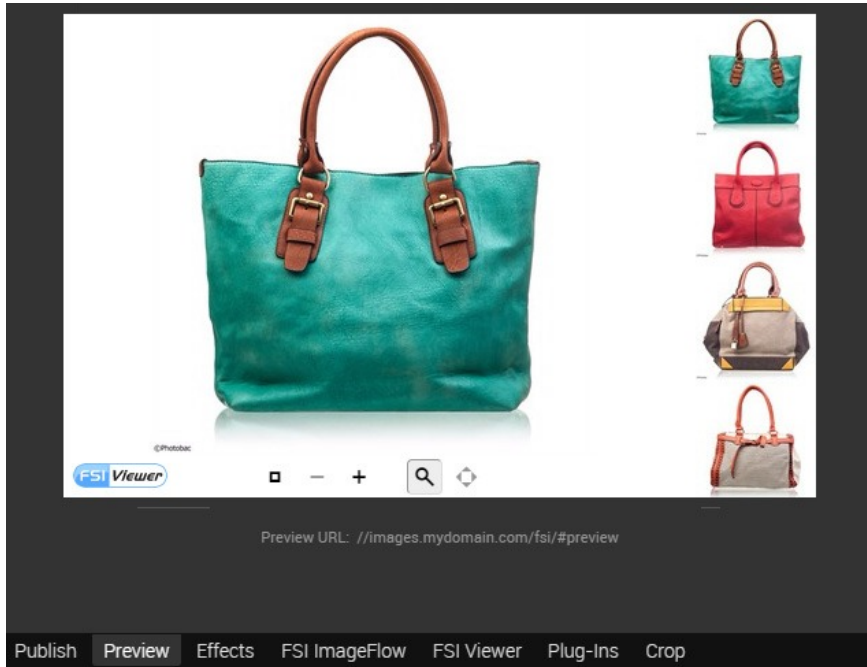 ©Photobac
FSI Viewer
Preview URL: //images.mydomain.com/fsi/#preview
Publish Preview Effects FSI ImageFlow FSI Viewer Plug-Ins Crop